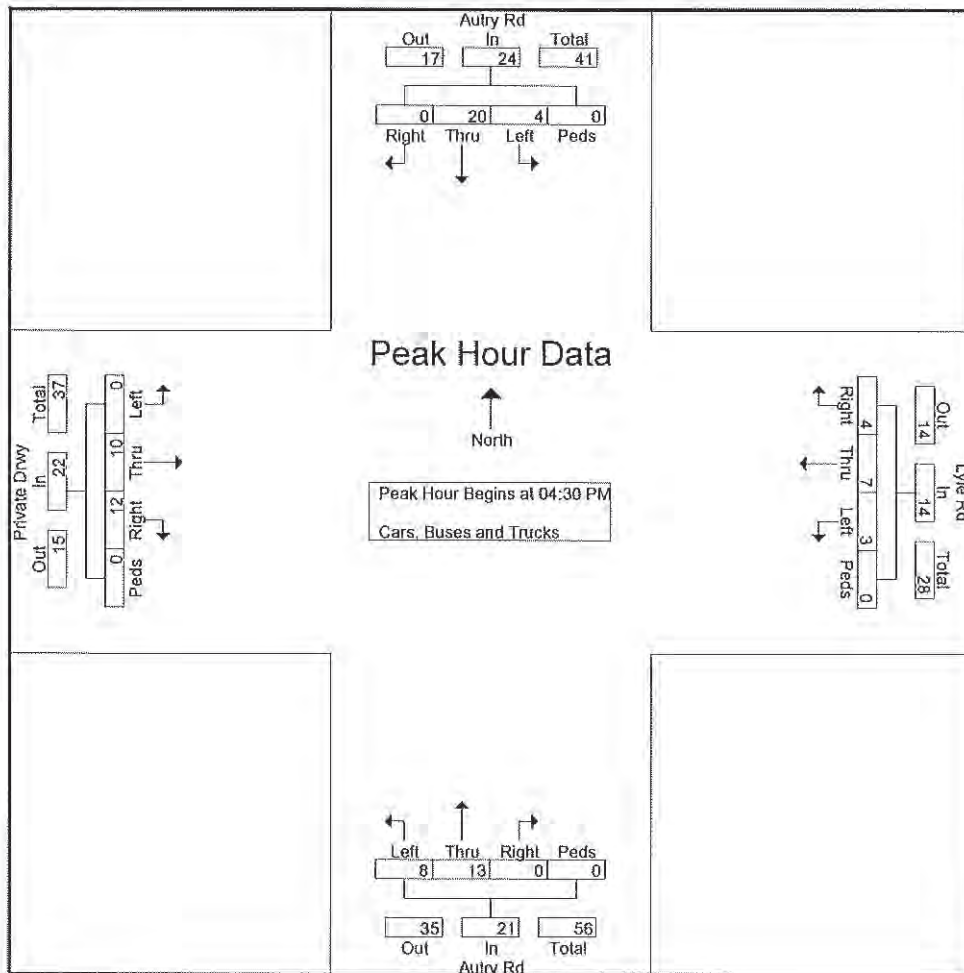 Autry Rd
Out In Total
17 24 41
0 20 4 0
Right Thru Left Peds
Peak Hour Data
North
Peak Hour Begins at 04:30 PM
Cars, Buses and Trucks
Private Drwy
Out In Total
15 22 37
0 12 10 0
Peds Right Thru Left
Lyle Rd
Out In Total
14 14 28
4 7 3 0
Right Thru Left Peds
Left Thru Right Peds
8 13 0 0
35 21 56
Out In Total
Autry Rd